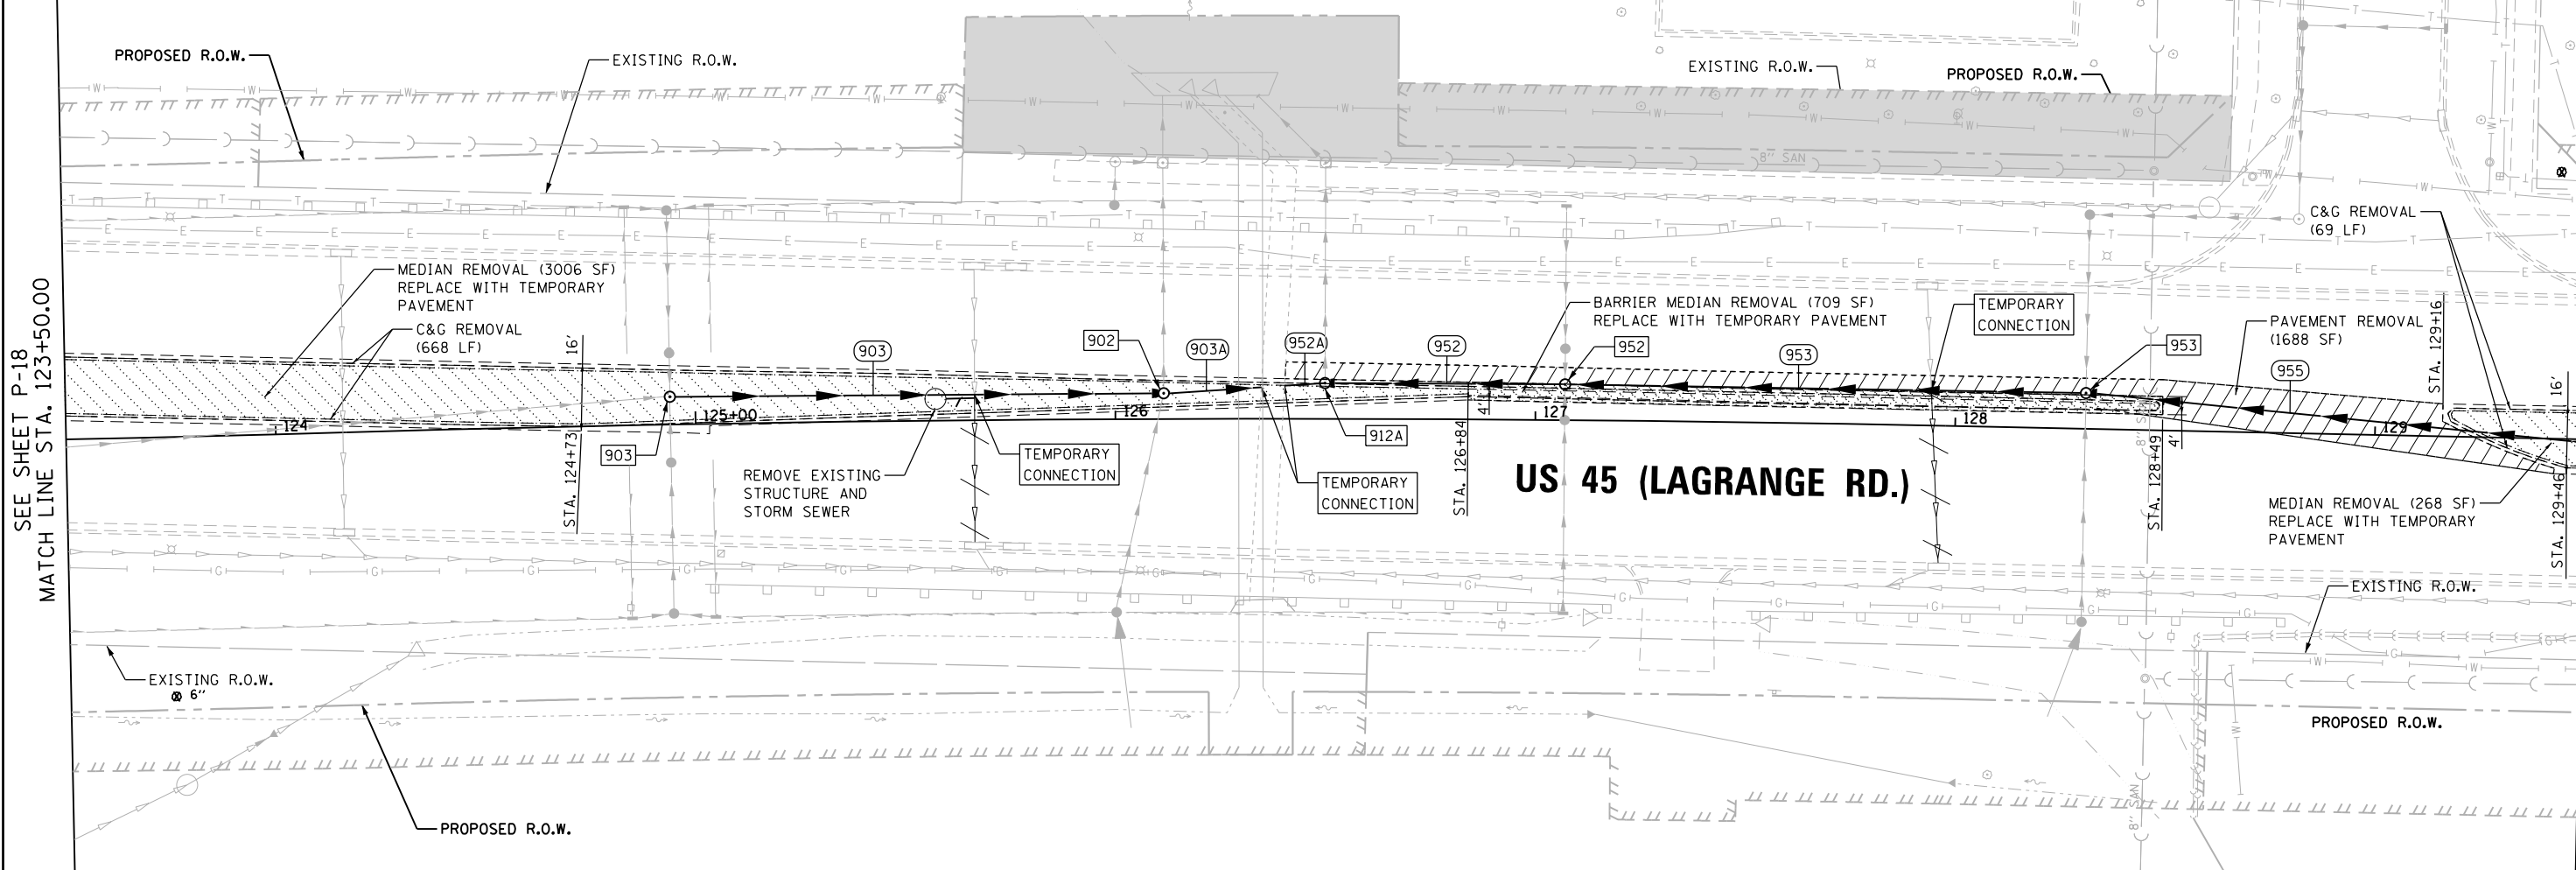 PROPOSED R.O.W.
EXISTING R.O.W.
EXISTING R.O.W.
PROPOSED R.O.W.
8" SAN
C&G REMOVAL
(69 LF)
SEE SHEET P-18
MATCH LINE STA. 123+50.00
MEDIAN REMOVAL (3006 SF)
REPLACE WITH TEMPORARY
PAVEMENT
C&G REMOVAL
(668 LF)
16'
STA. 124+73
903
903
902
903A
952A
952
BARRIER MEDIAN REMOVAL (709 SF)
REPLACE WITH TEMPORARY PAVEMENT
952
953
TEMPORARY
CONNECTION
953
PAVEMENT REMOVAL
(1688 SF)
955
STA. 129+16
16'
124
125+00
126
127
128
129
REMOVE EXISTING
STRUCTURE AND
STORM SEWER
TEMPORARY
CONNECTION
912A
TEMPORARY
CONNECTION
4'
STA. 126+84
US 45 (LAGRANGE RD.)
STA. 128+49
4'
MEDIAN REMOVAL (268 SF)
REPLACE WITH TEMPORARY
PAVEMENT
STA. 129+46
EXISTING R.O.W.
EXISTING R.O.W.
6"
PROPOSED R.O.W.
PROPOSED R.O.W.
8" SAN